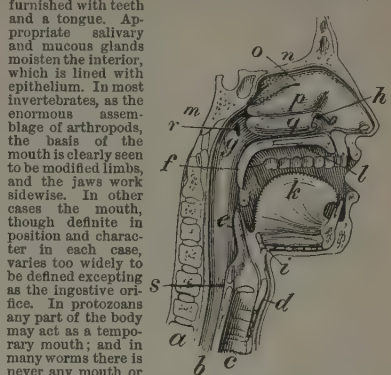 furnished with teeth
and a tongue. Ap-
propriate salivary
and mucous glands
moisten the interior,
which is lined with
epithelium. In most
invertebrates, as the
enormous assem-
blage of arthropods,
the basis of the
mouth is clearly seen
to be modified limbs,
and the jaws work
sidewise. In other
cases the mouth,
though definite in
position and charac-
ter in each case,
varies too widely to
be defined excepting
as the ingestive ori-
fice. In protozoans
any part of the body
may act as a tempo-
rary mouth; and in
many worms there is
never any mouth or
n
o
p
h
m
q
r
g
f
l
k
e
i
s
d
a
b
c